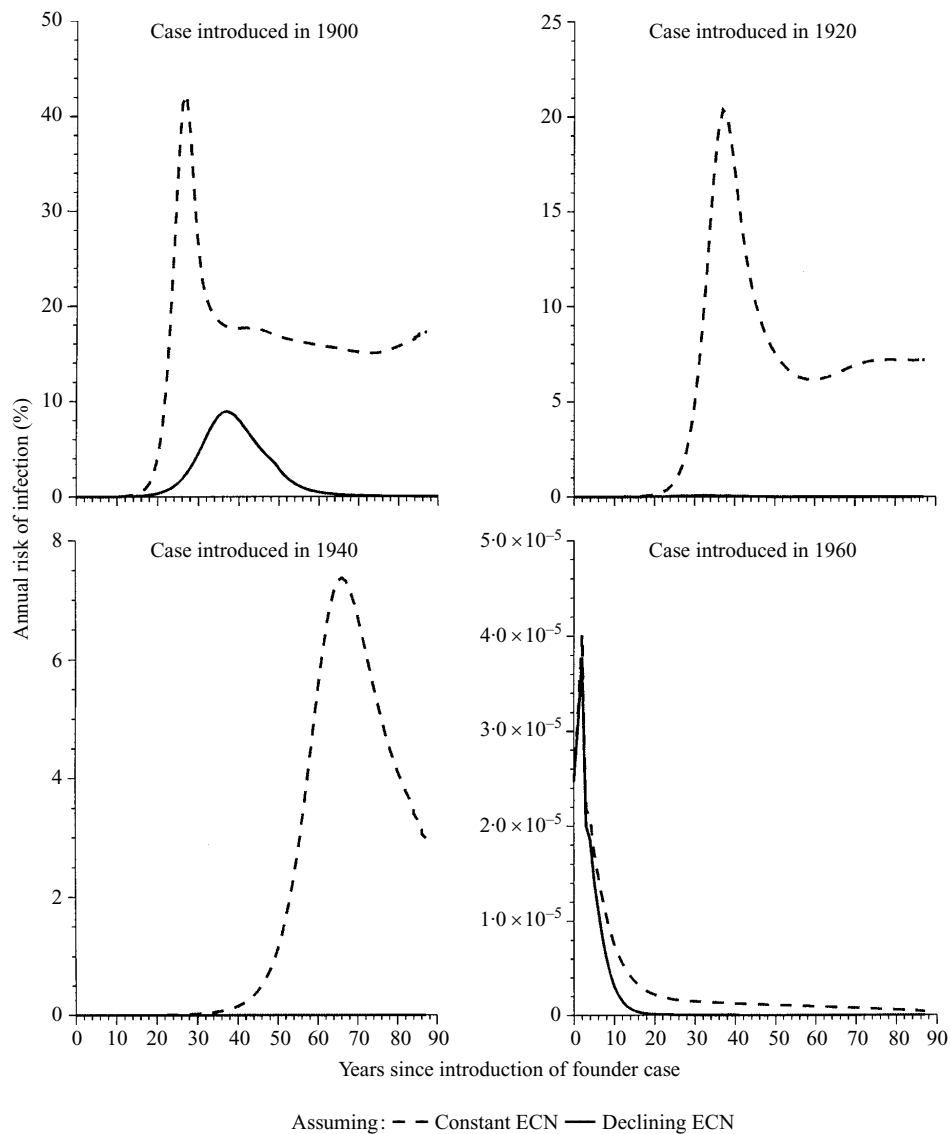 Case introduced in 1900
50
40
30
20
10
0
Case introduced in 1920
25
20
15
10
5
0
Annual risk of infection (%)
Case introduced in 1940
8
6
4
2
0
0 10 20 30 40 50 60 70 80 90
Case introduced in 1960
5·0 × 10⁻⁵
4·0 × 10⁻⁵
3·0 × 10⁻⁵
2·0 × 10⁻⁵
1·0 × 10⁻⁵
0
0 10 20 30 40 50 60 70 80 90
Years since introduction of founder case
Assuming: Constant ECN Declining ECN